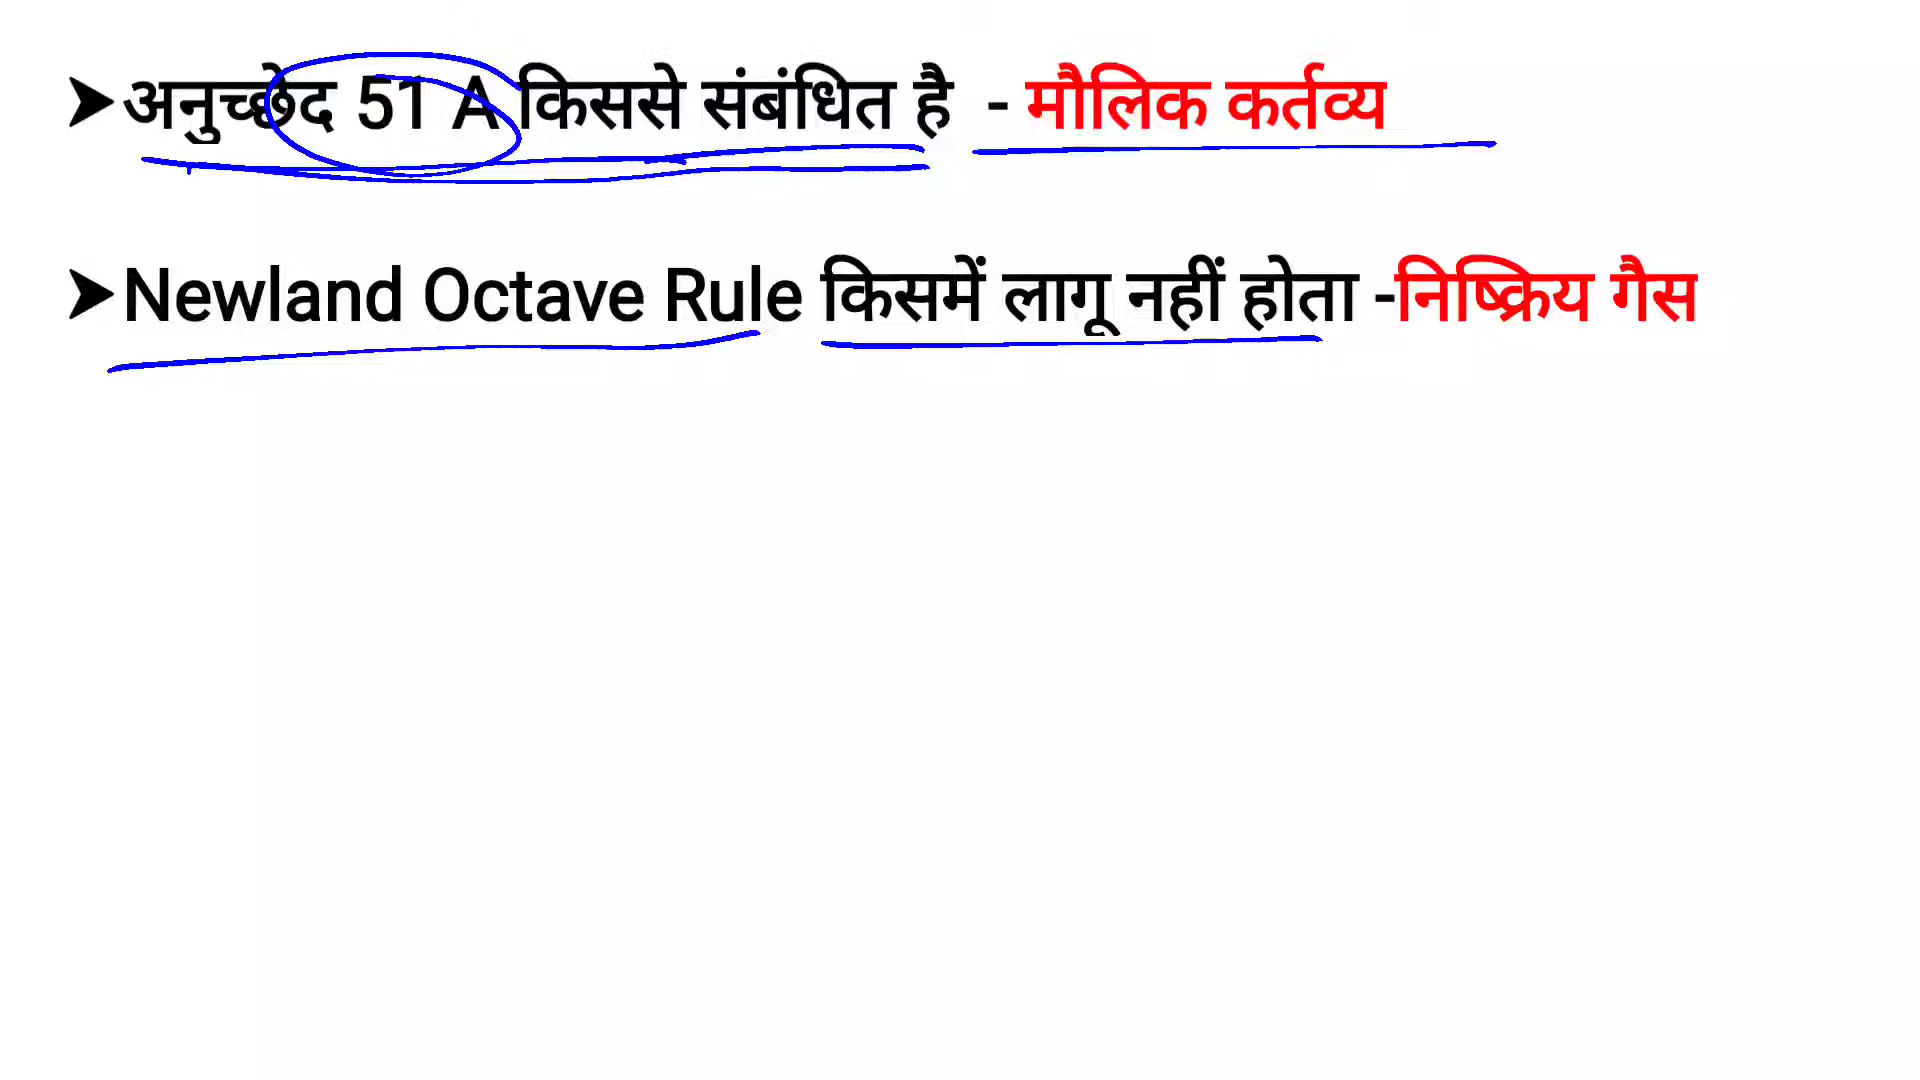 ➤अनुच्छेद 51 A किससे संबंधित है - मौलिक कर्तव्य
➤Newland Octave Rule किसमें लागू नहीं होता -निष्क्रिय गैस